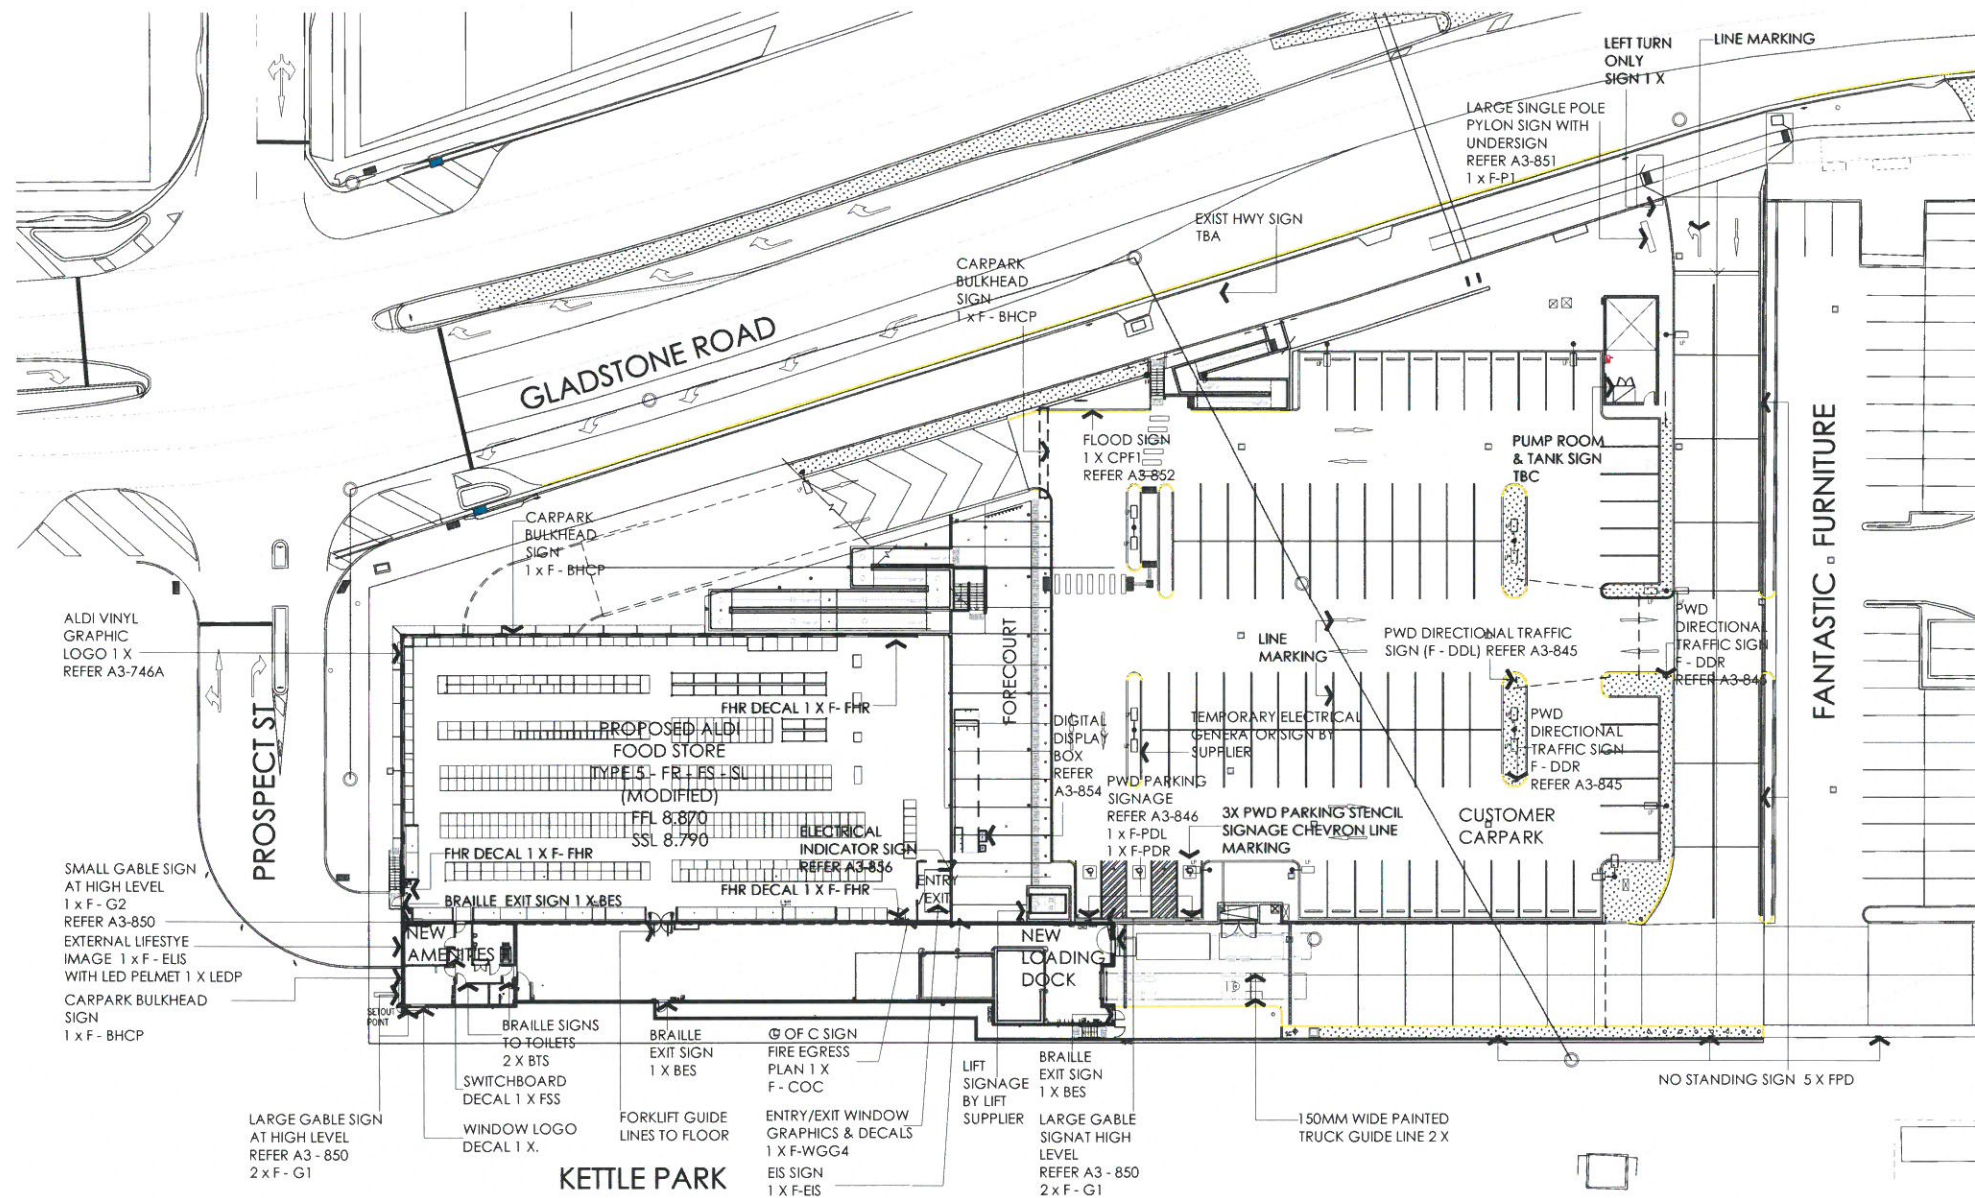 LEFT TURN
ONLY
SIGN 1 X
LINE MARKING
LARGE SINGLE POLE
PYLON SIGN WITH
UNDERSIGN
REFER A3-851
1 x F-P1
EXIST HWY SIGN
TBA
CARPARK
BULKHEAD
SIGN
1 x F - BHCP
GLADSTONE ROAD
FLOOD SIGN
1 X CPF1
REFER A3-852
PUMP ROOM
& TANK SIGN
TBC
FANTASTIC FURNITURE
CARPARK
BULKHEAD
SIGN
1 x F - BHCP
ALDI VINYL
GRAPHIC
LOGO 1 X
REFER A3-746A
PROSPECT ST
FORECOURT
LINE
MARKING
PWD DIRECTIONAL TRAFFIC
SIGN (F - DDL) REFER A3-845
PWD
DIRECTIONAL
TRAFFIC SIGN
F - DDR
REFER A3-845
FHR DECAL 1 X F- FHR
PROPOSED ALDI
FOOD STORE
TYPE 5 - FR - FS - SL
(MODIFIED)
FFL 8.870
SSL 8.790
DIGITAL
DISPLAY
BOX
REFER
A3-854
TEMPORARY ELECTRICAL
GENERATOR SIGN BY
SUPPLIER
PWD
DIRECTIONAL
TRAFFIC SIGN
F - DDR
REFER A3-845
PWD PARKING
SIGNAGE
REFER A3-846
1 x F-PDL
1 x F-PDR
3X PWD PARKING STENCIL
SIGNAGE CHEVRON LINE
MARKING
CUSTOMER
CARPARK
ELECTRICAL
INDICATOR SIGN
REFER A3-856
FHR DECAL 1 X F- FHR
FHR DECAL 1 X F- FHR
ENTRY
/EXIT
BRAILLE EXIT SIGN 1 X BES
SMALL GABLE SIGN
AT HIGH LEVEL
1 x F - G2
REFER A3-850
EXTERNAL LIFESTYE
IMAGE 1 x F - ELIS
WITH LED PELMET 1 X LEDP
CARPARK BULKHEAD
SIGN
1 x F - BHCP
NEW
AMENITIES
NEW
LOADING
DOCK
SETOUT
POINT
BRAILLE SIGNS
TO TOILETS
2 X BTS
SWITCHBOARD
DECAL 1 X FSS
BRAILLE
EXIT SIGN
1 X BES
OF C SIGN
FIRE EGRESS
PLAN 1 X
F - COC
LIFT
SIGNAGE
BY LIFT
SUPPLIER
BRAILLE
EXIT SIGN
1 X BES
NO STANDING SIGN 5 X FPD
LARGE GABLE SIGN
AT HIGH LEVEL
REFER A3 - 850
2 x F - G1
WINDOW LOGO
DECAL 1 X.
FORKLIFT GUIDE
LINES TO FLOOR
ENTRY/EXIT WINDOW
GRAPHICS & DECALS
1 X F-WGG4
EIS SIGN
1 X F-EIS
LARGE GABLE
SIGNAT HIGH
LEVEL
REFER A3 - 850
2 x F - G1
150MM WIDE PAINTED
TRUCK GUIDE LINE 2 X
KETTLE PARK